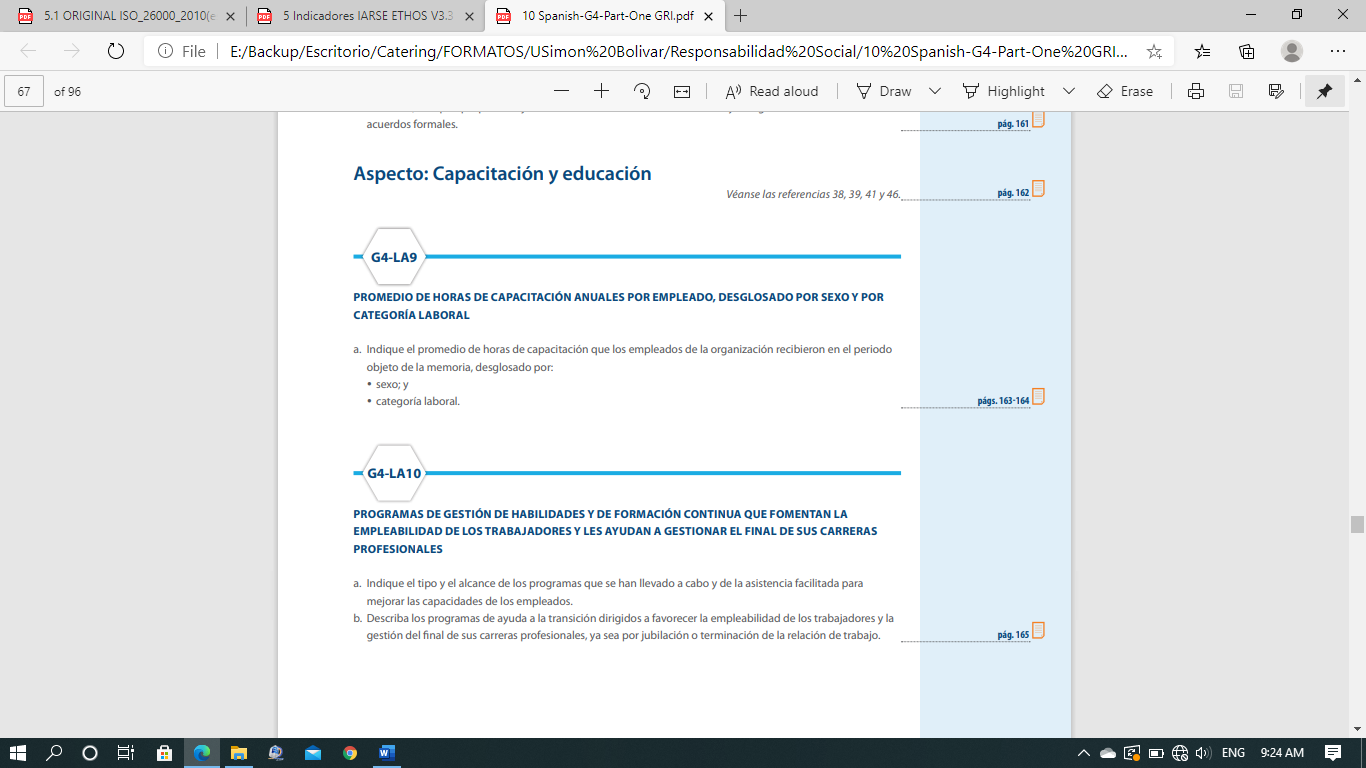 5.1 ORIGINAL ISO_26000_2010(e
5 Indicadores IARSE ETHOS V3.3
10 Spanish-G4-Part-One GRI.pdf
File
E:/Backup/Escritorio/Catering/FORMATOS/USimon%20Bolivar/Responsabilidad%20Social/10%20Spanish-G4-Part-One%20GRI...
67 of 96
Read aloud
Draw
Highlight
Erase
acuerdos formales.
pág. 161
Aspecto: Capacitación y educación
Véanse las referencias 38, 39, 41 y 46.
pág. 162
G4-LA9
PROMEDIO DE HORAS DE CAPACITACIÓN ANUALES POR EMPLEADO, DESGLOSADO POR SEXO Y POR
CATEGORÍA LABORAL
a. Indique el promedio de horas de capacitación que los empleados de la organización recibieron en el periodo
objeto de la memoria, desglosado por:
• sexo; y
• categoría laboral.
págs. 163-164
G4-LA10
PROGRAMAS DE GESTIÓN DE HABILIDADES Y DE FORMACIÓN CONTINUA QUE FOMENTAN LA
EMPLEABILIDAD DE LOS TRABAJADORES Y LES AYUDAN A GESTIONAR EL FINAL DE SUS CARRERAS
PROFESIONALES
a. Indique el tipo y el alcance de los programas que se han llevado a cabo y de la asistencia facilitada para
mejorar las capacidades de los empleados.
b. Describa los programas de ayuda a la transición dirigidos a favorecer la empleabilidad de los trabajadores y la
gestión del final de sus carreras profesionales, ya sea por jubilación o terminación de la relación de trabajo.
pág. 165
ENG
9:24 AM